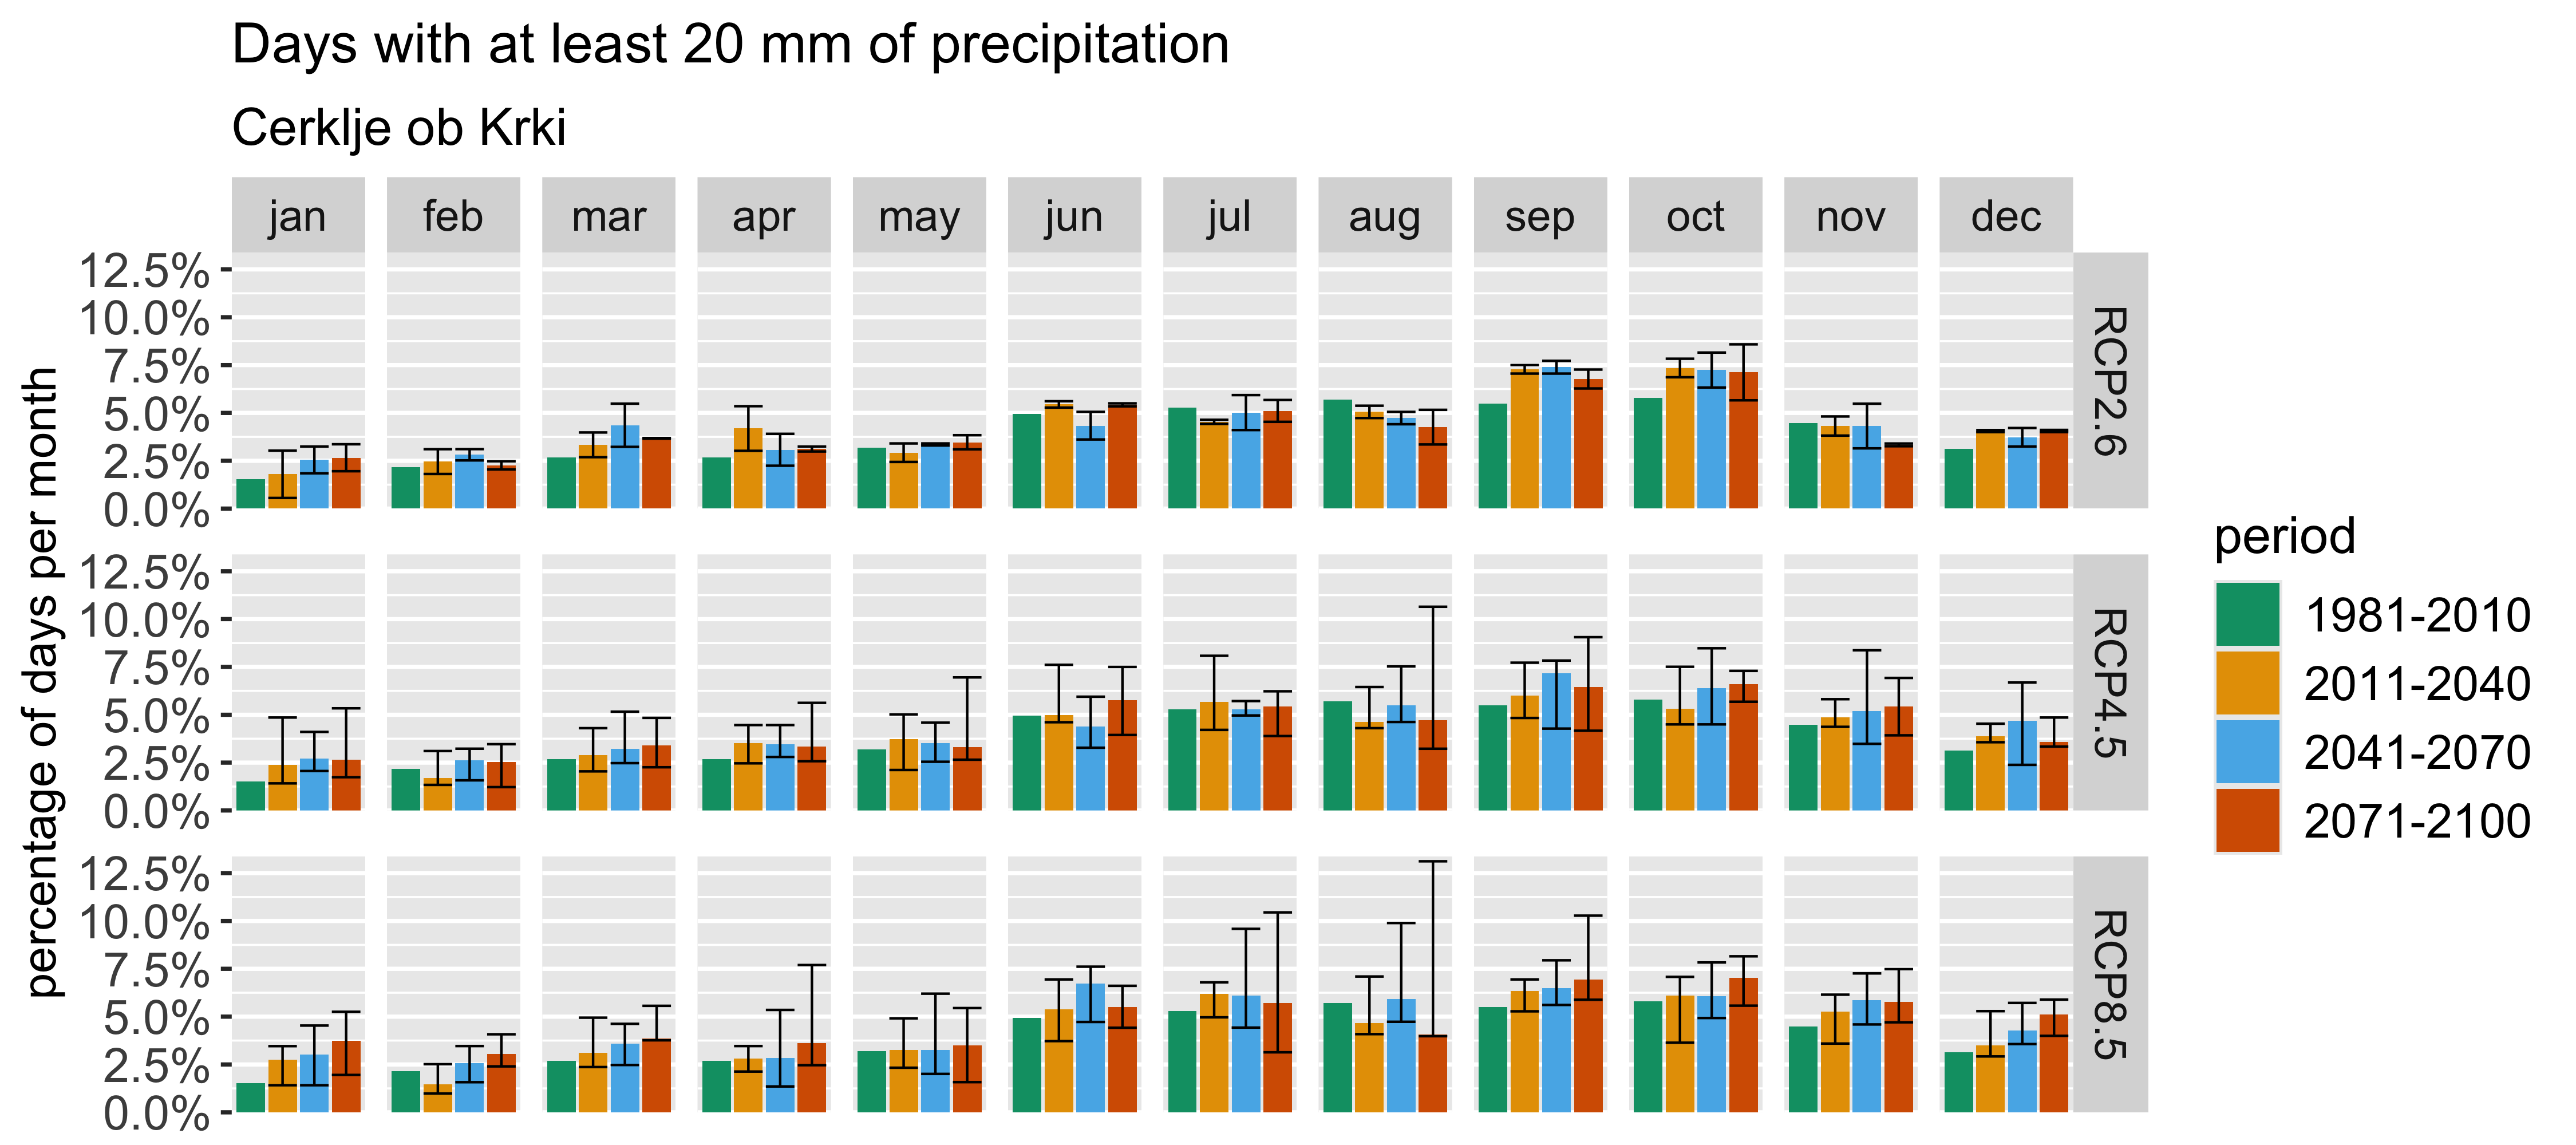 Days with at least 20 mm of precipitation
Cerklje ob Krki
jan feb mar apr may jun jul aug sep oct nov dec
percentage of days per month
12.5%
10.0%
7.5%
5.0%
2.5%
0.0%
RCP2.6
12.5%
10.0%
7.5%
5.0%
2.5%
0.0%
RCP4.5
12.5%
10.0%
7.5%
5.0%
2.5%
0.0%
RCP8.5
period
1981-2010
2011-2040
2041-2070
2071-2100